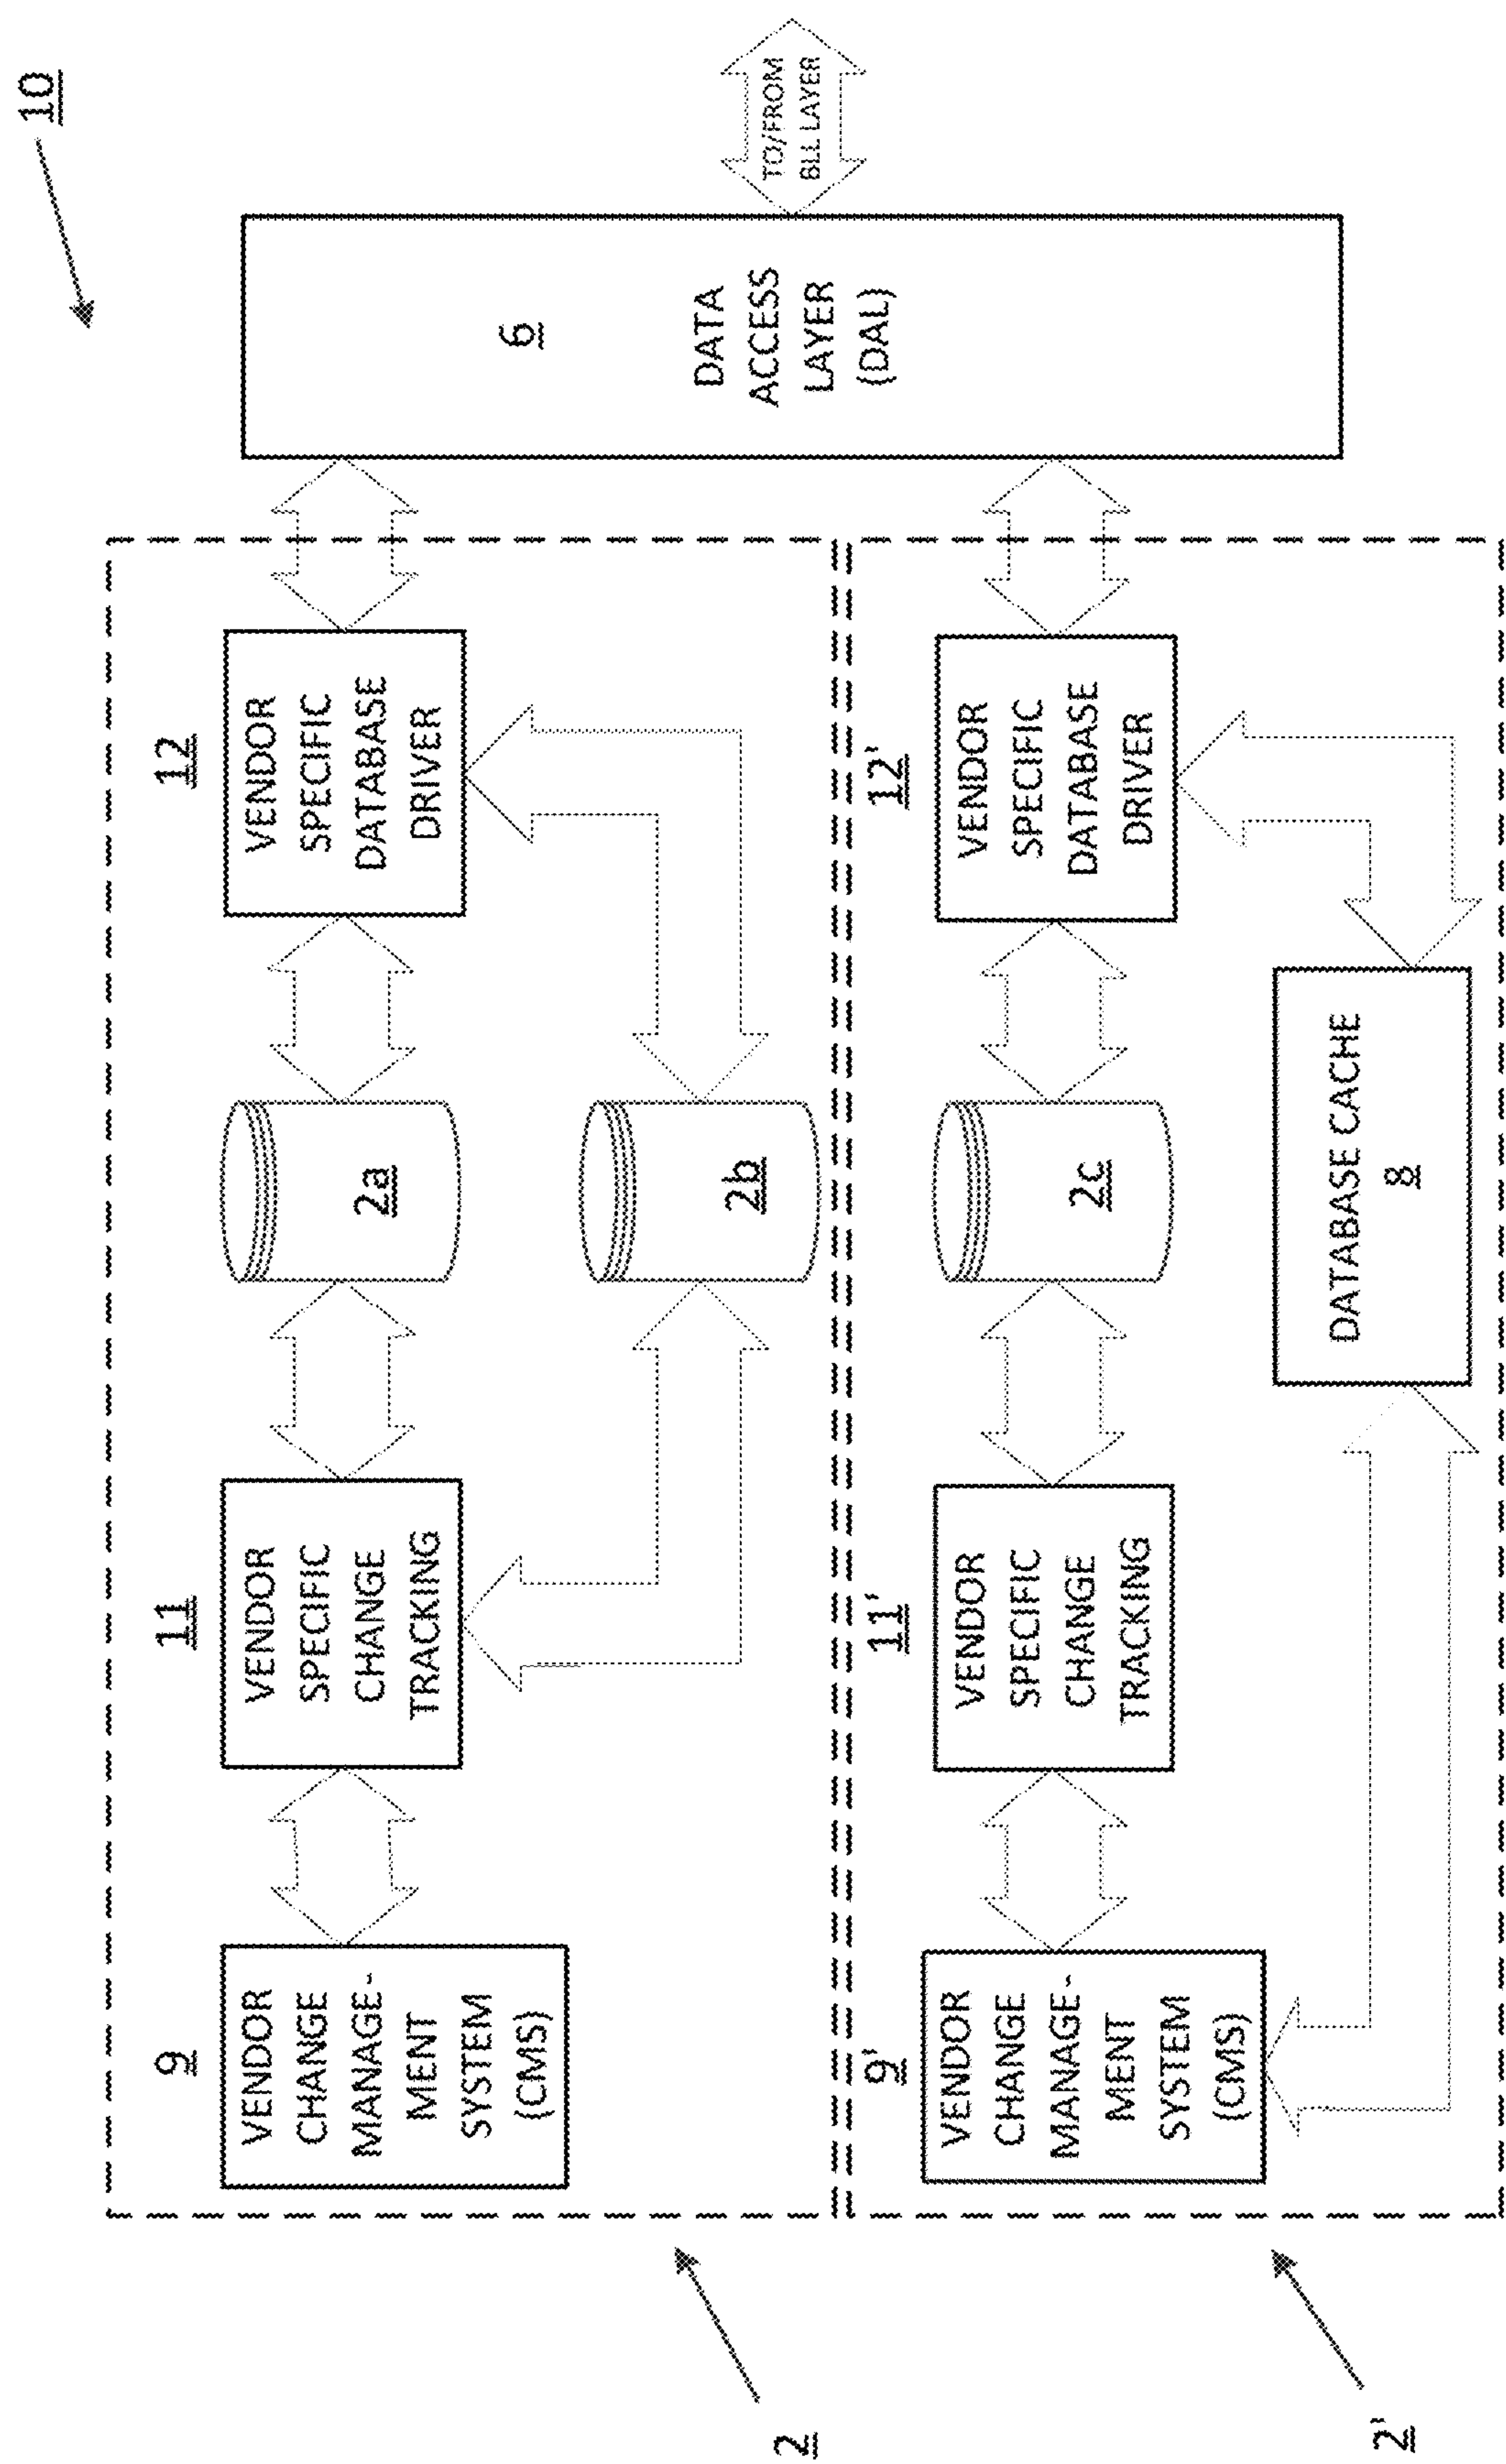 10
9
VENDOR
CHANGE
MANAGE-
MENT
SYSTEM
(CMS)
11
VENDOR
SPECIFIC
CHANGE
TRACKING
2a
2b
12
VENDOR
SPECIFIC
DATABASE
DRIVER
6
DATA
ACCESS
LAYER
(DAL)
TO/FROM
BLL LAYER
2
9'
VENDOR
CHANGE
MANAGE-
MENT
SYSTEM
(CMS)
11'
VENDOR
SPECIFIC
CHANGE
TRACKING
2c
12'
VENDOR
SPECIFIC
DATABASE
DRIVER
DATABASE CACHE
8
2'